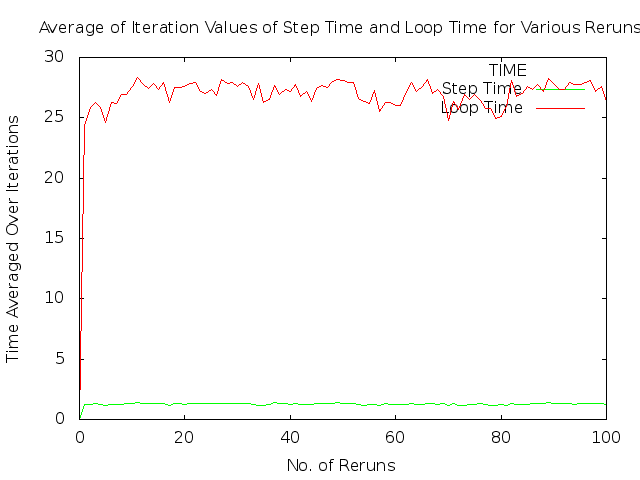 Average of Iteration Values of Step Time and Loop Time for Various Reruns
30
TIME
Step Time
Loop Time
25
20
15
10
5
0
0 20 40 60 80 100
Time Averaged Over Iterations
No. of Reruns